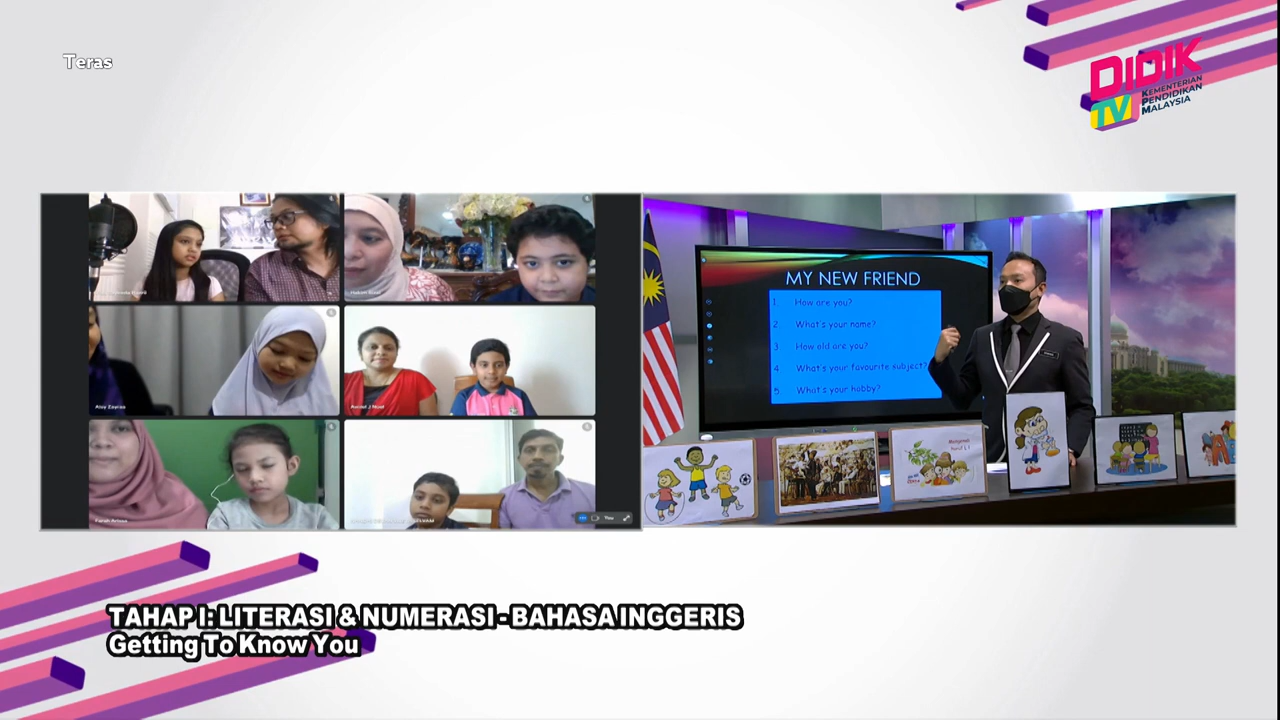 Teras
DIDIK
TV
KEMENTERIAN
PENDIDIKAN
MALAYSIA
MY NEW FRIEND
1 How are you?
2 What's your name?
3 How old are you?
4 What's your favourite subject?
5 What's your hobby?
You
TAHAP I: LITERASI & NUMERASI - BAHASA INGGERIS
Getting To Know You